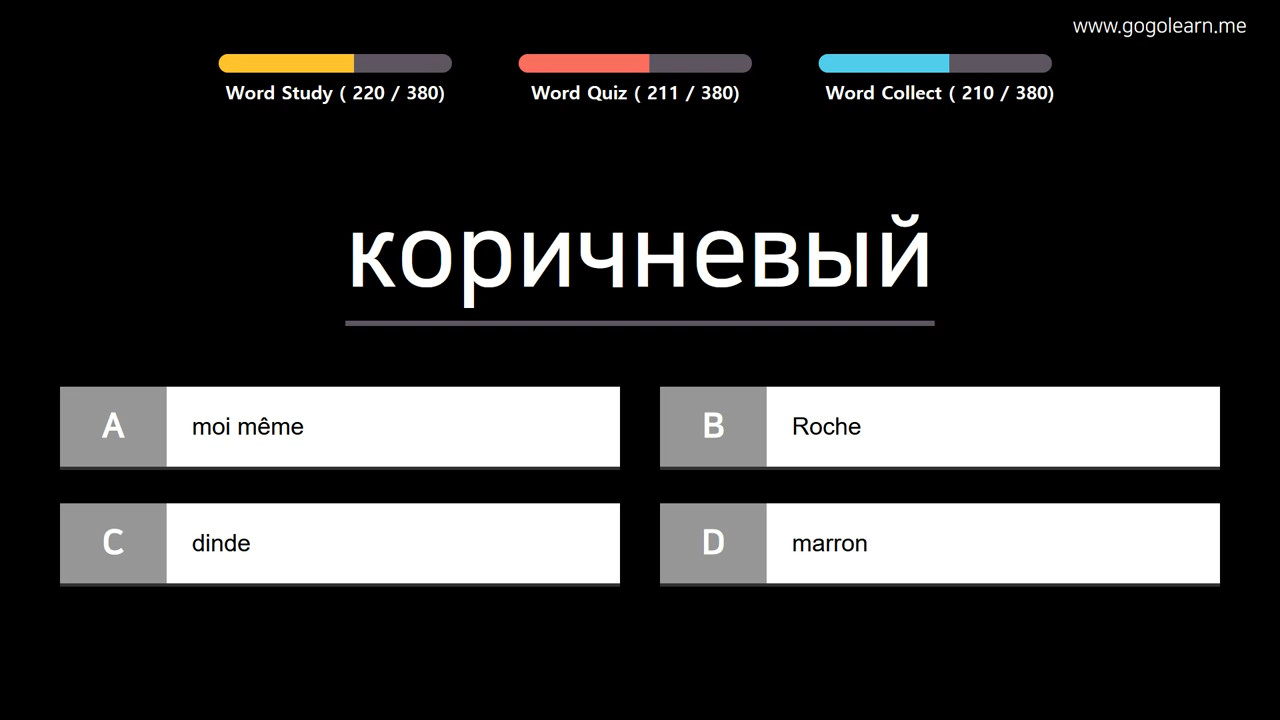 www.gogolearn.me
Word Study ( 220 / 380)
Word Quiz ( 211 / 380)
Word Collect ( 210 / 380)
коричневый
A moi même
B Roche
C dinde
D marron